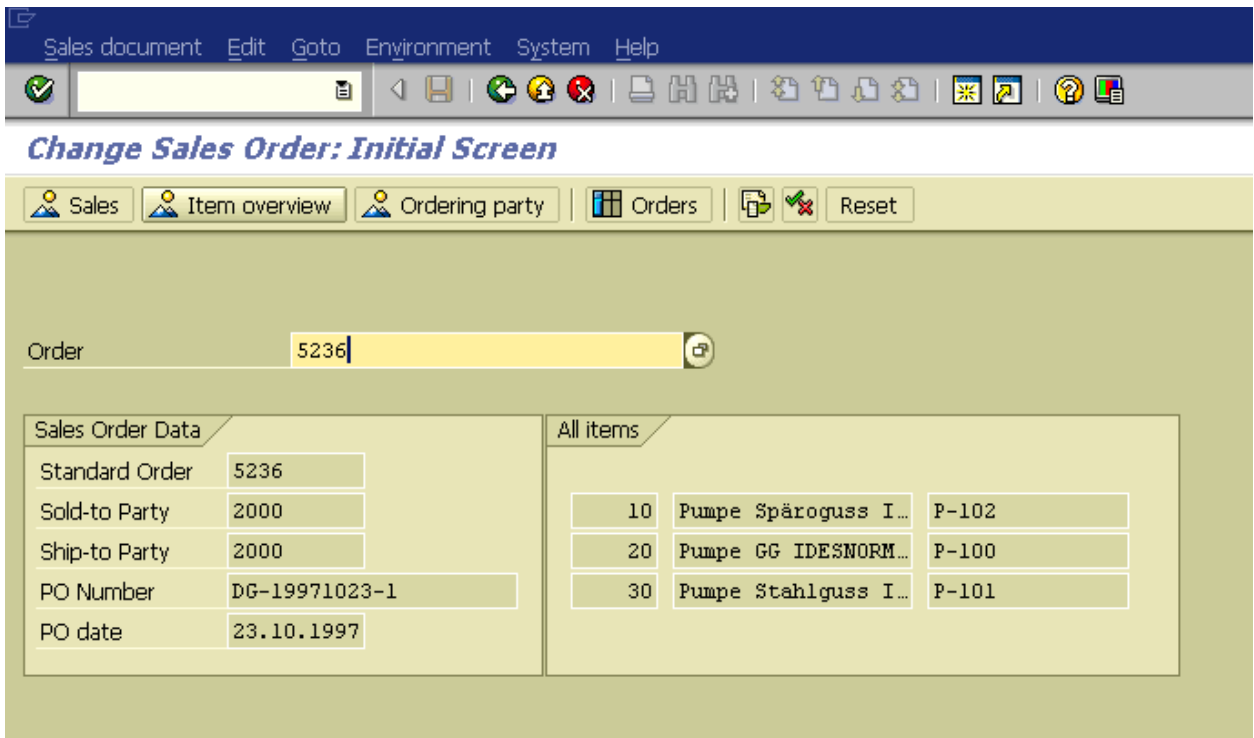 Sales document Edit Goto Environment System Help
Change Sales Order: Initial Screen
Sales Item overview Ordering party Orders Reset
Order 5236
Sales Order Data
Standard Order 5236
Sold-to Party 2000
Ship-to Party 2000
PO Number DG-19971023-1
PO date 23.10.1997
All items
10 Pumpe Späroguss I… P-102
20 Pumpe GG IDESNORM… P-100
30 Pumpe Stahlguss I… P-101